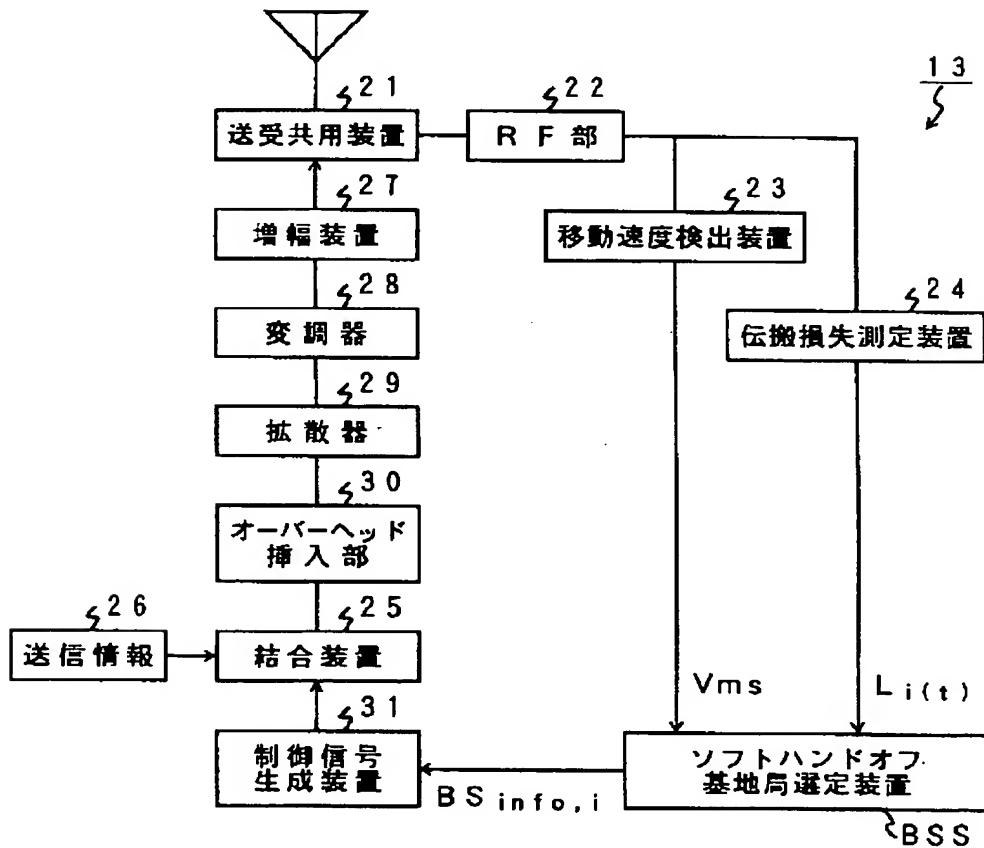 13
21
送受共用装置
22
RF部
27
増幅装置
23
移動速度検出装置
28
変調器
24
伝搬損失測定装置
29
拡散器
30
オーバーヘッド
挿入部
26
送信情報
25
結合装置
Vms
Li(t)
31
制御信号
生成装置
BSinfo,i
ソフトハンドオフ
基地局選定装置
BSS